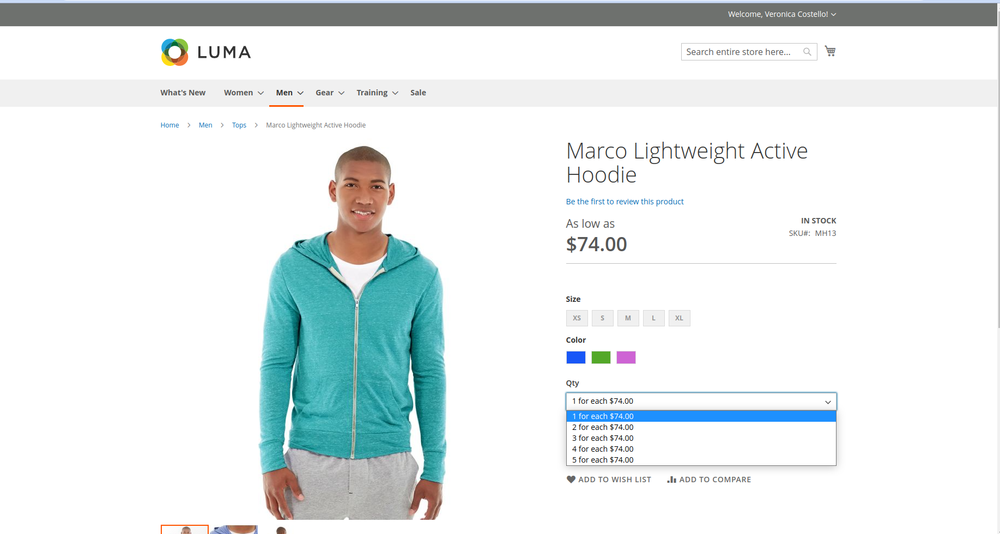 Welcome, Veronica Costello!
LUMA
Search entire store here...
What's New Women Men Gear Training Sale
Home Men Tops Marco Lightweight Active Hoodie
Marco Lightweight Active
Hoodie
Be the first to review this product
As low as
$74.00
IN STOCK
SKU#: MH13
Size
XS S M L XL
Color
Qty
1 for each $74.00
1 for each $74.00
2 for each $74.00
3 for each $74.00
4 for each $74.00
5 for each $74.00
ADD TO WISH LIST ADD TO COMPARE